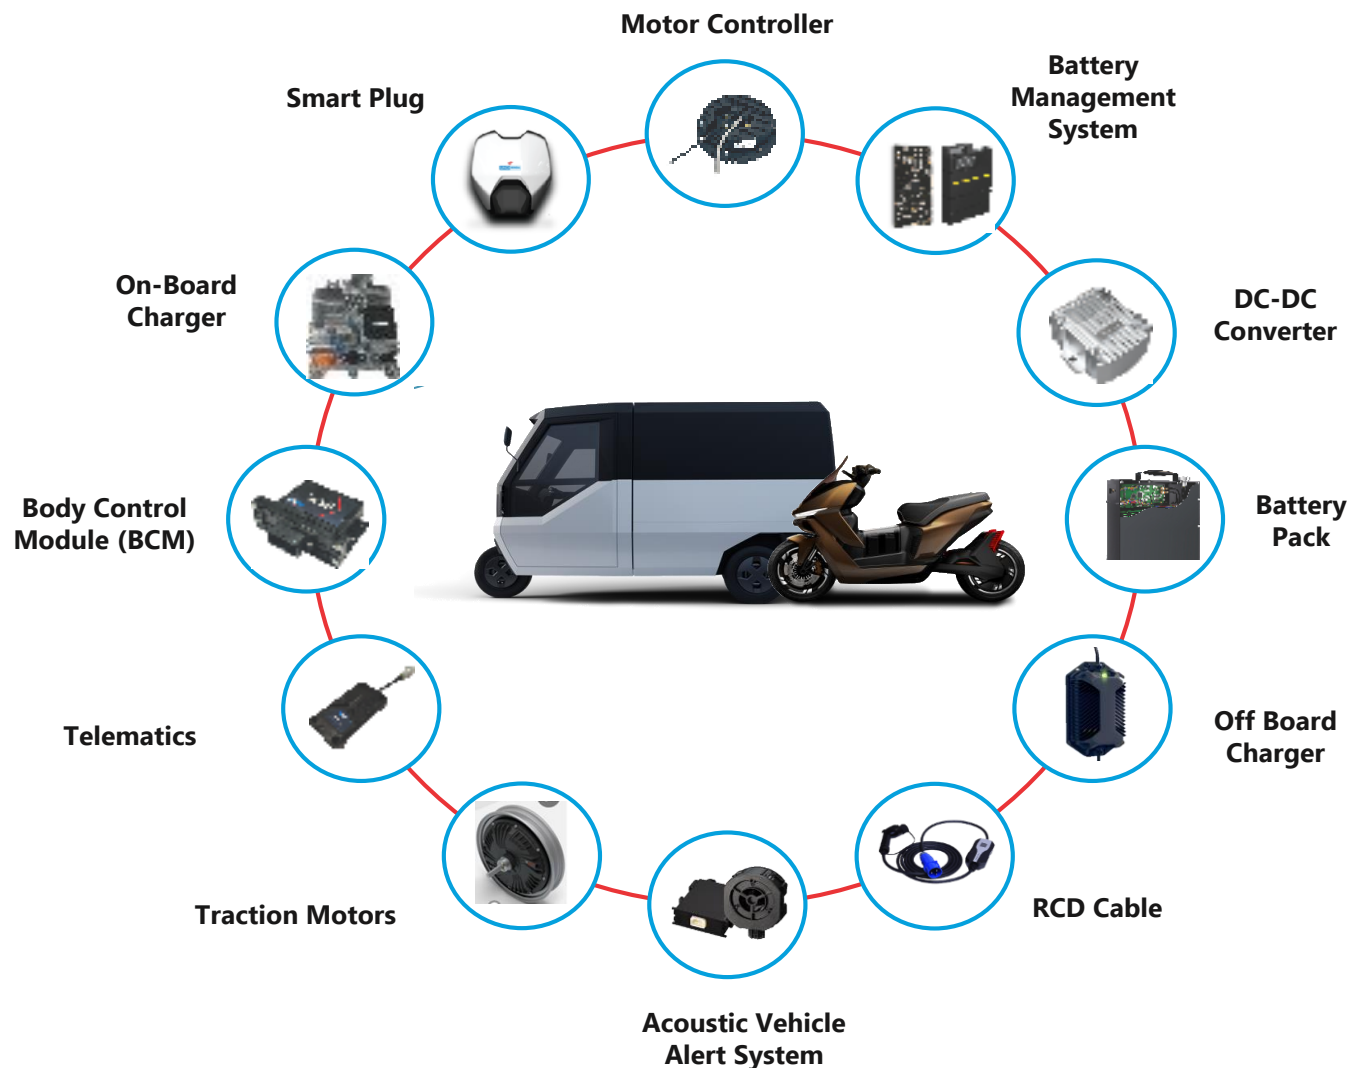 Motor Controller
Battery
Management
System
DC-DC
Converter
Battery
Pack
Off Board
Charger
RCD Cable
Acoustic Vehicle
Alert System
Traction Motors
Telematics
Body Control
Module (BCM)
On-Board
Charger
Smart Plug